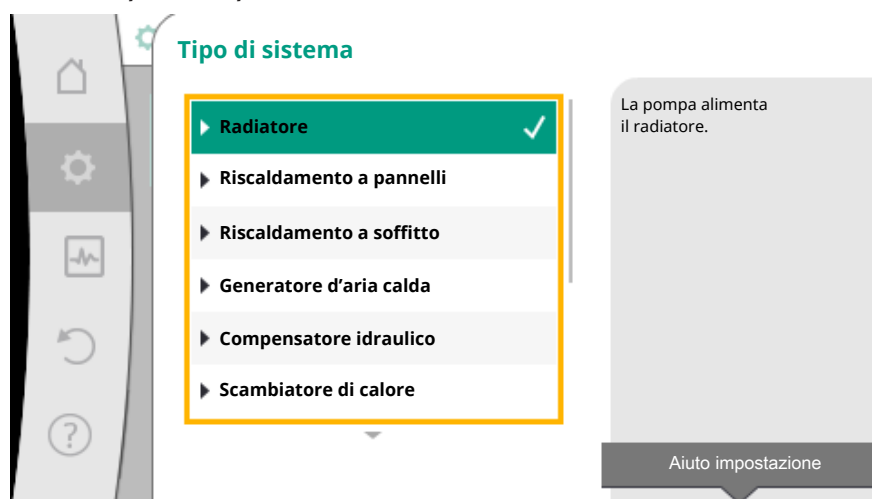 Tipo di sistema
Radiatore
Riscaldamento a pannelli
Riscaldamento a soffitto
Generatore d'aria calda
Compensatore idraulico
Scambiatore di calore
La pompa alimenta
il radiatore.
Aiuto impostazione
?